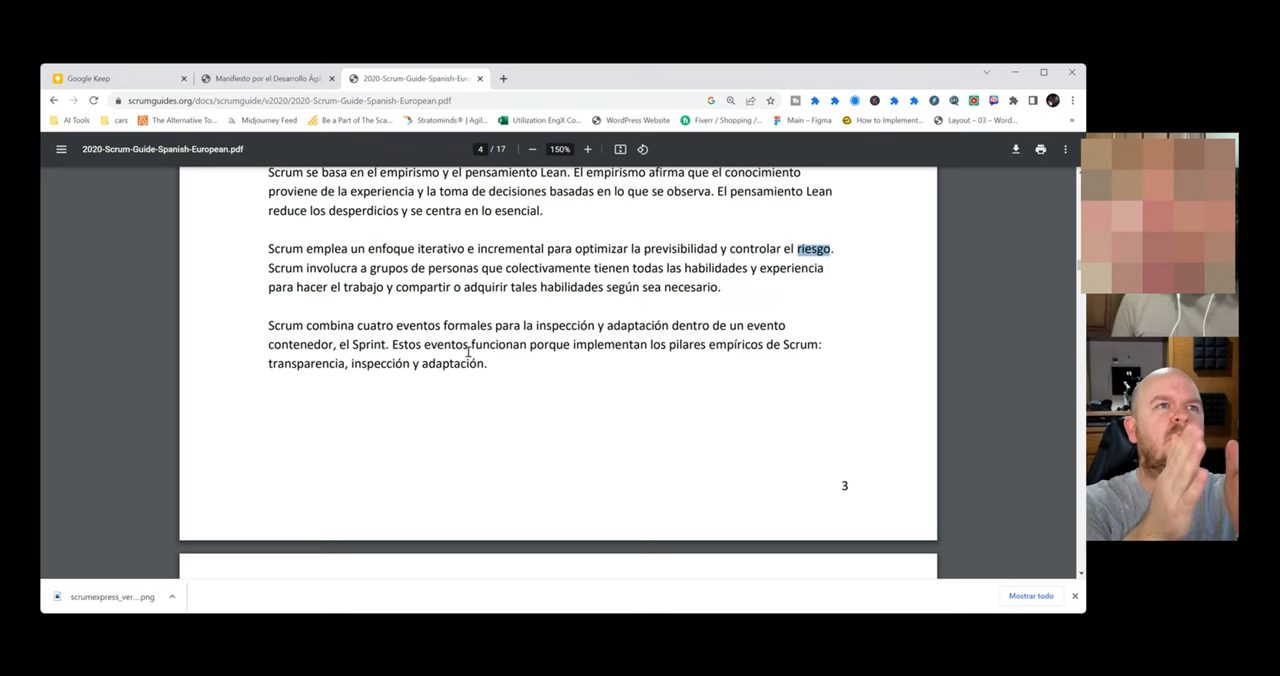 Google Keep
Manifiesto por el Desarrollo Ágil
2020-Scrum-Guide-Spanish-Eur
scrumguides.org/docs/scrumguide/v2020/2020-Scrum-Guide-Spanish-European.pdf
AI Tools
cars
The Alternative To...
Midjourney Feed
Be a Part of The Sca...
Stratominds® | Agil...
Utilization EngX Co...
WordPress Website
Fiverr / Shopping /...
Main – Figma
How to Implement...
Layout – 03 – Word...
2020-Scrum-Guide-Spanish-European.pdf
4 / 17
150%
Scrum se basa en el empirismo y el pensamiento Lean. El empirismo afirma que el conocimiento
proviene de la experiencia y la toma de decisiones basadas en lo que se observa. El pensamiento Lean
reduce los desperdicios y se centra en lo esencial.
Scrum emplea un enfoque iterativo e incremental para optimizar la previsibilidad y controlar el riesgo.
Scrum involucra a grupos de personas que colectivamente tienen todas las habilidades y experiencia
para hacer el trabajo y compartir o adquirir tales habilidades según sea necesario.
Scrum combina cuatro eventos formales para la inspección y adaptación dentro de un evento
contenedor, el Sprint. Estos eventos funcionan porque implementan los pilares empíricos de Scrum:
transparencia, inspección y adaptación.
3
scrumexpress_ver....png
Mostrar todo